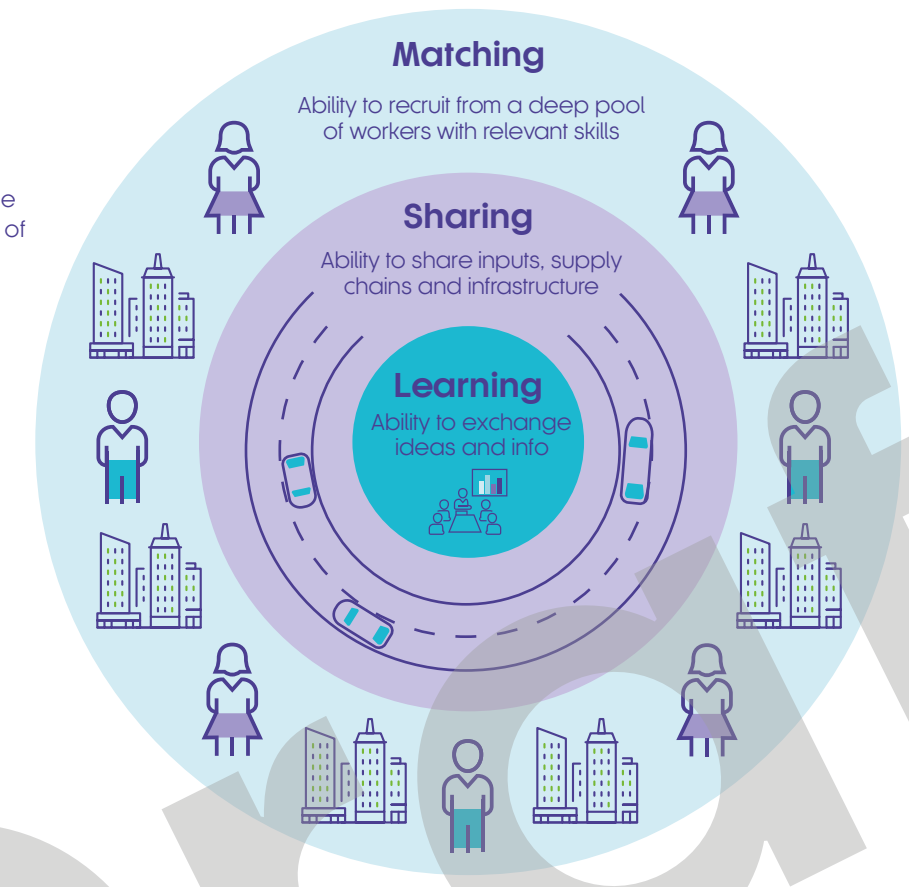 Matching
Ability to recruit from a deep pool
of workers with relevant skills
e
of
Sharing
Ability to share inputs, supply
chains and infrastructure
Learning
Ability to exchange
ideas and info